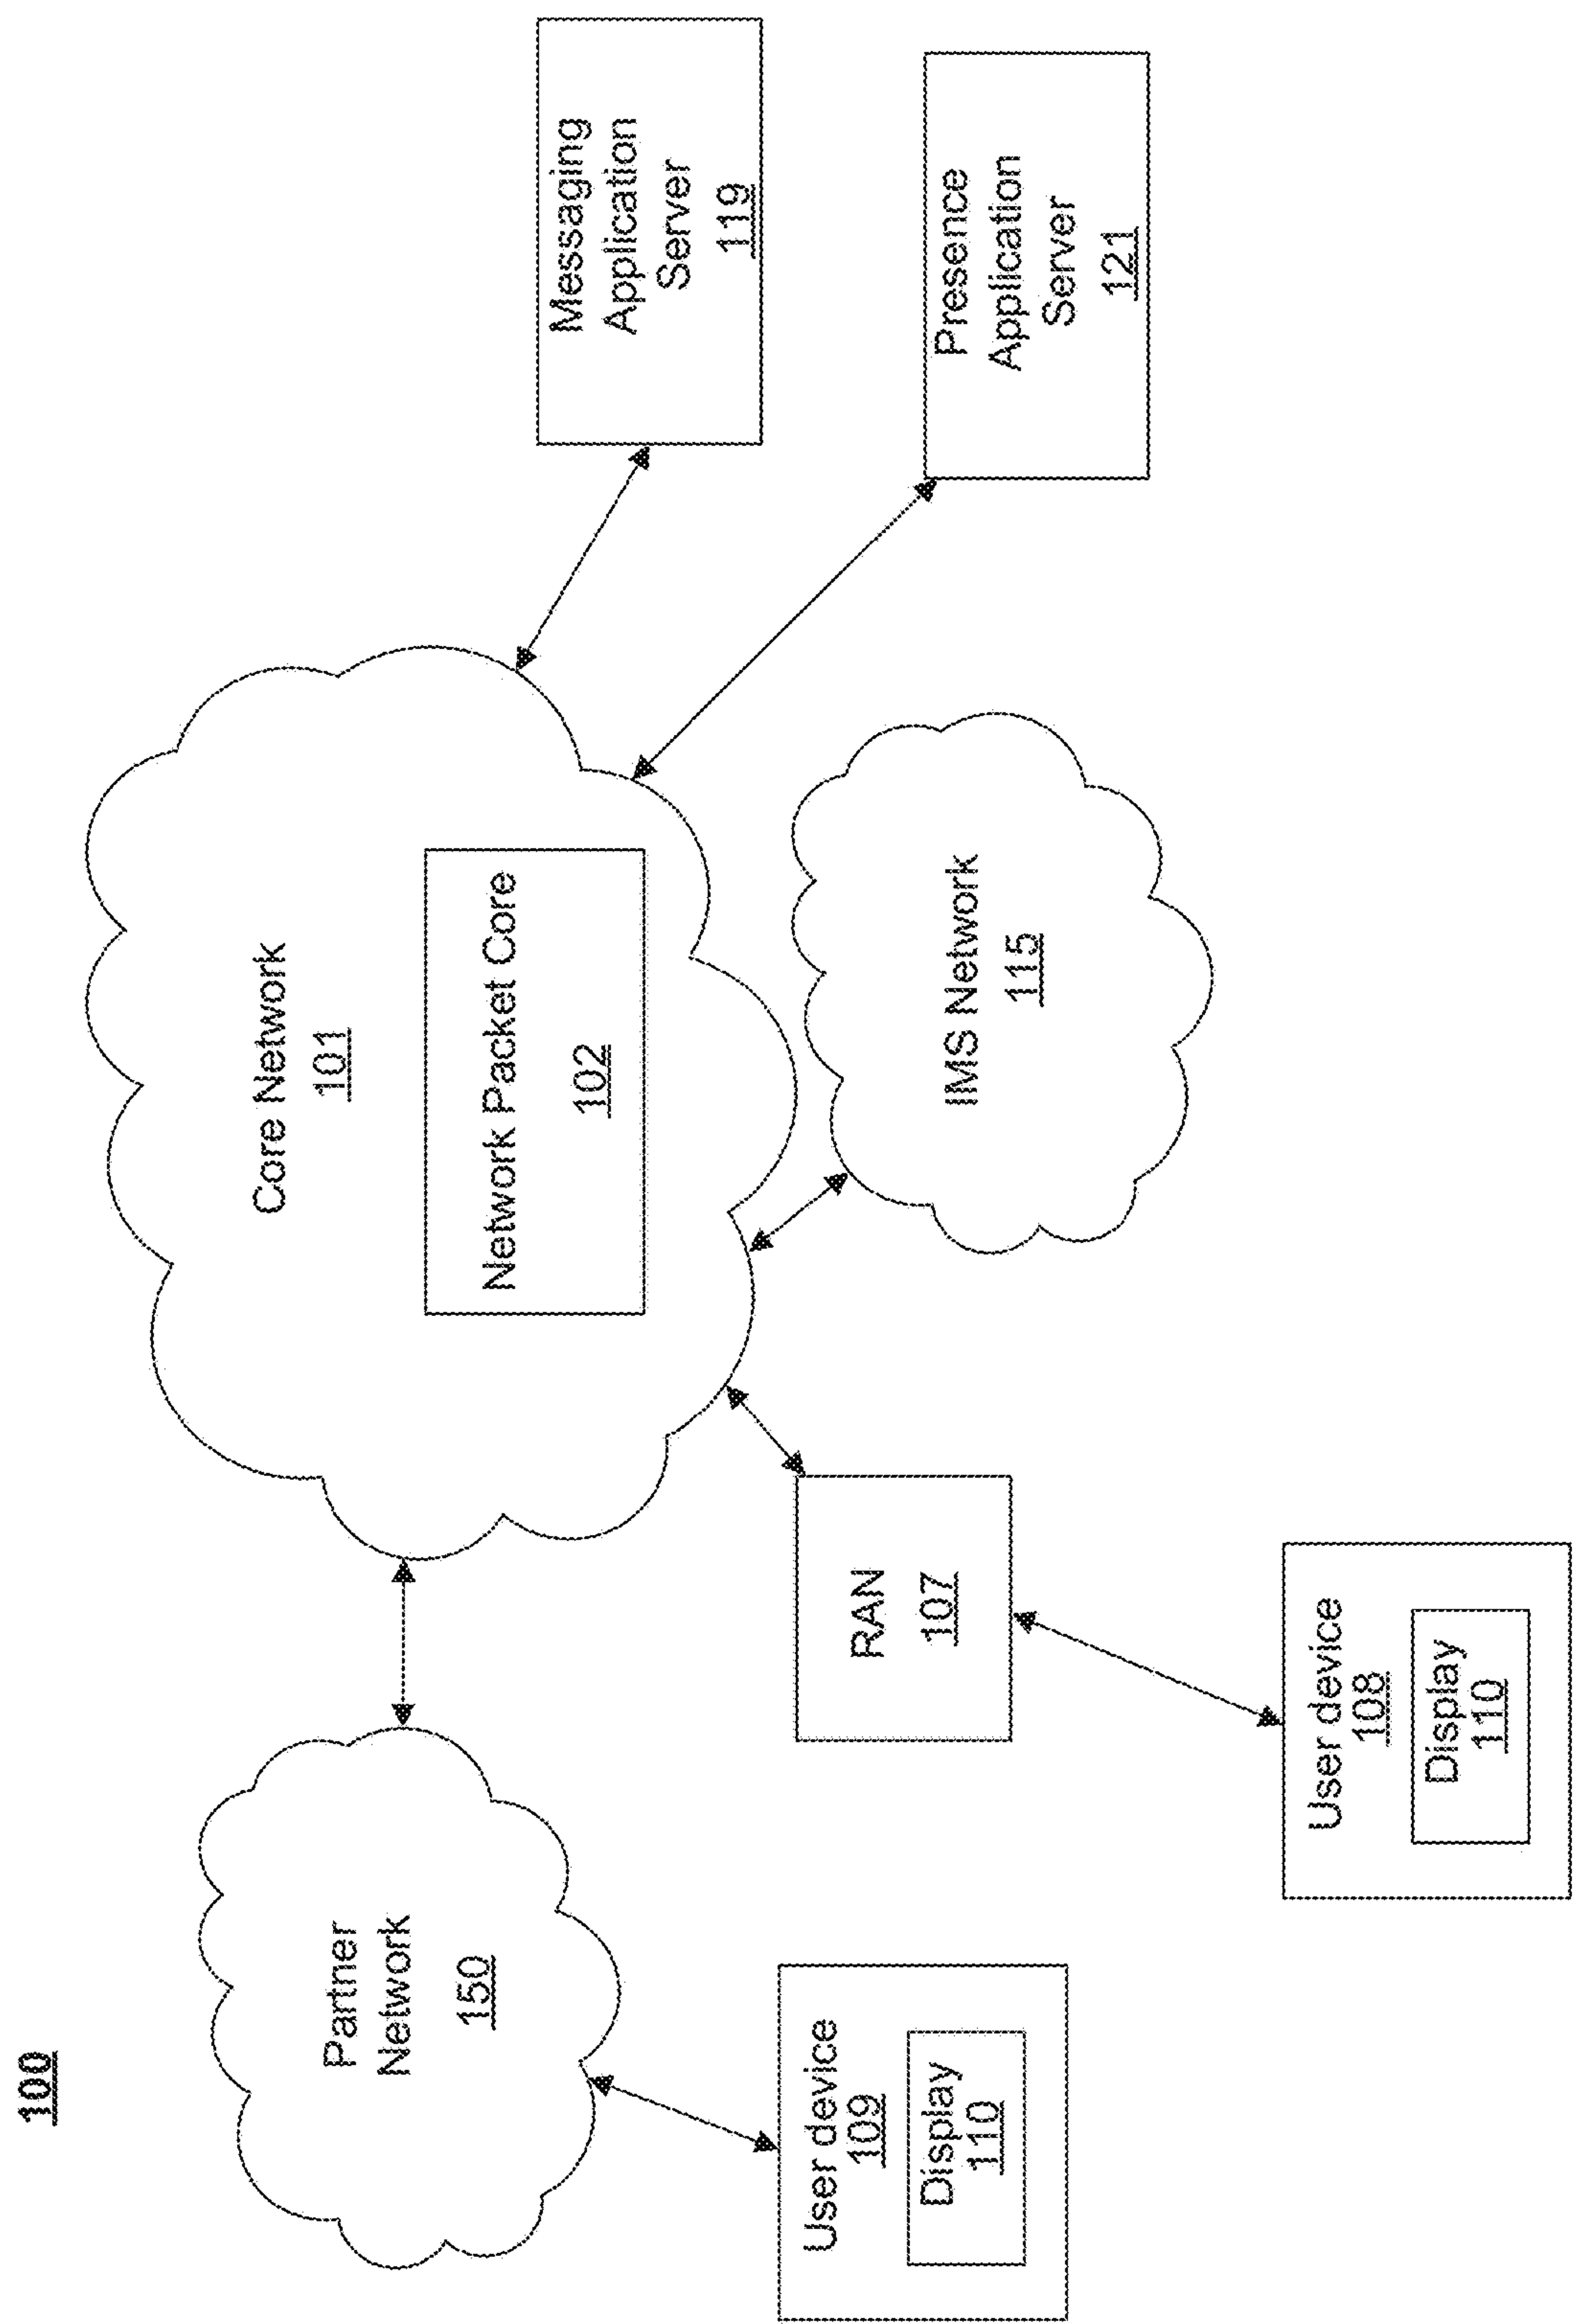 100
Partner
Network
150
Core Network
101
Network Packet Core
102
Messaging
Application
Server
119
Presence
Application
Server
121
IMS Network
115
RAN
107
User device
109
Display
110
User device
108
Display
110